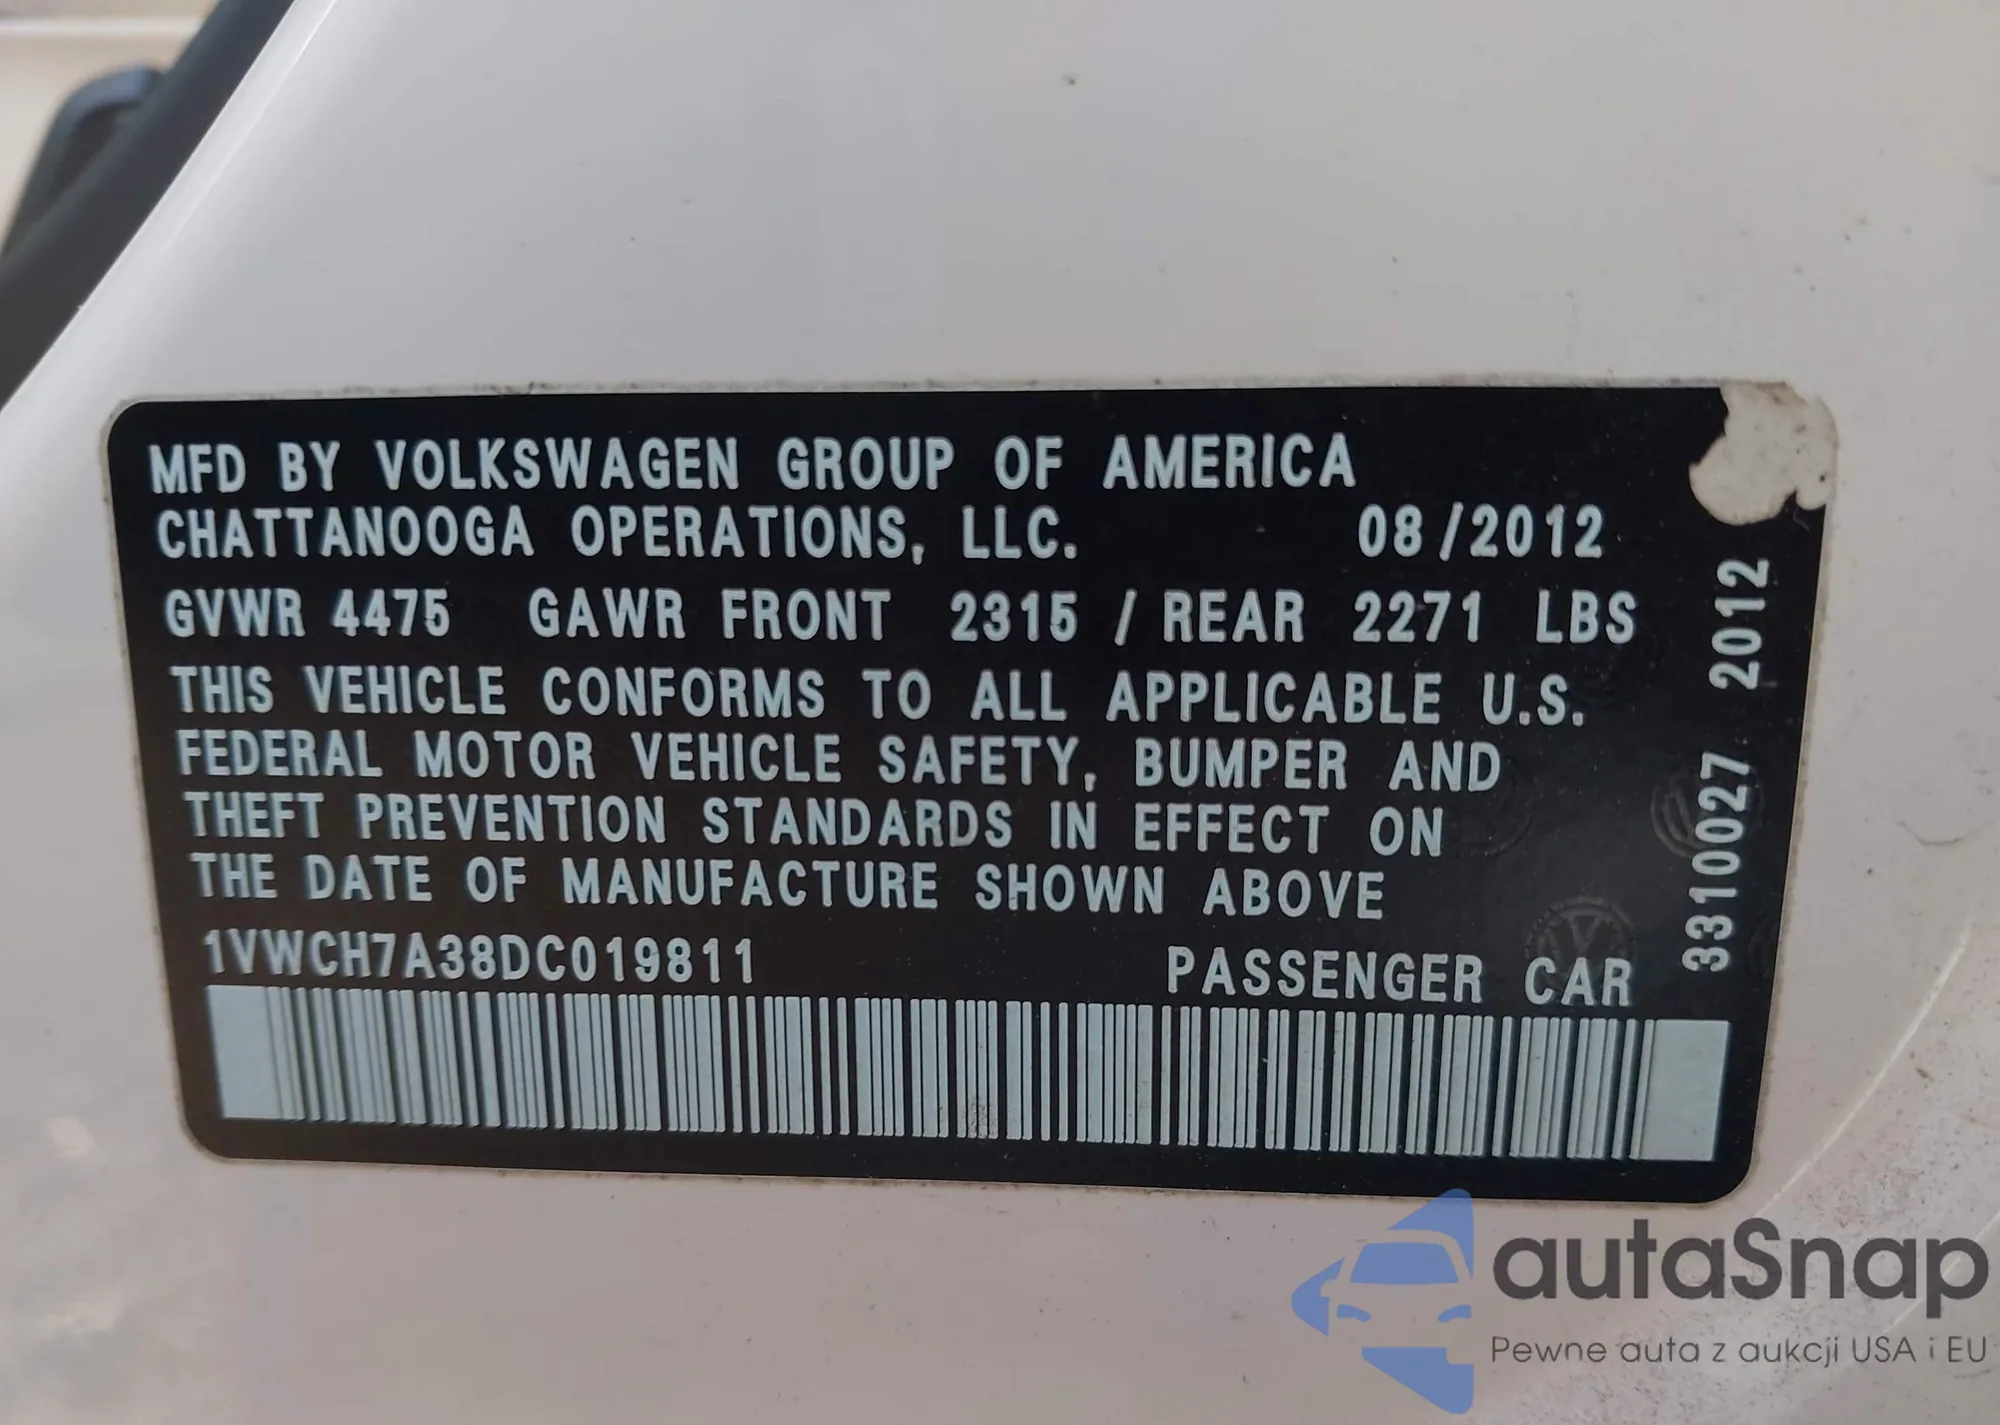 MFD BY VOLKSWAGEN GROUP OF AMERICA
CHATTANOOGA OPERATIONS, LLC. 08/2012
GVWR 4475 GAWR FRONT 2315 / REAR 2271 LBS
THIS VEHICLE CONFORMS TO ALL APPLICABLE U.S.
FEDERAL MOTOR VEHICLE SAFETY, BUMPER AND
THEFT PREVENTION STANDARDS IN EFFECT ON
THE DATE OF MANUFACTURE SHOWN ABOVE
1VWCH7A38DC019811 PASSENGER CAR
3310027 2012
autaSnap
Pewne auta z aukcji USA i EU